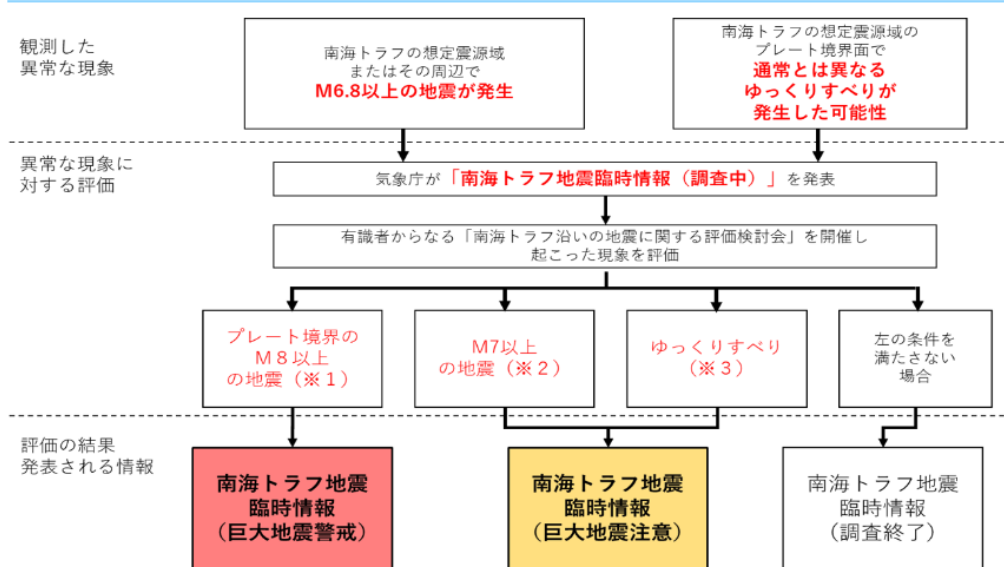 観測した
異常な現象
南海トラフの想定震源域
またはその周辺で
M6.8以上の地震が発生
南海トラフの想定震源域の
プレート境界面で
通常とは異なる
ゆっくりすべりが
発生した可能性
異常な現象に
対する評価
気象庁が「南海トラフ地震臨時情報（調査中）」を発表
有識者からなる「南海トラフ沿いの地震に関する評価検討会」を開催し
起こった現象を評価
プレート境界の
M８以上
の地震（※１）
M7以上
の地震（※２）
ゆっくりすべり
（※３）
左の条件を
満たさない
場合
評価の結果
発表される情報
南海トラフ地震
臨時情報
（巨大地震警戒）
南海トラフ地震
臨時情報
（巨大地震注意）
南海トラフ地震
臨時情報
（調査終了）